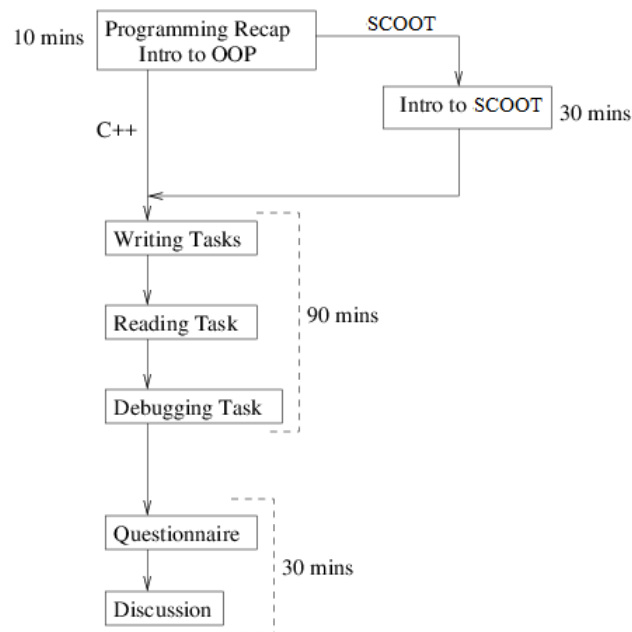 10 mins
Programming Recap
Intro to OOP
SCOOT
Intro to SCOOT
30 mins
C++
Writing Tasks
Reading Task
90 mins
Debugging Task
Questionnaire
30 mins
Discussion